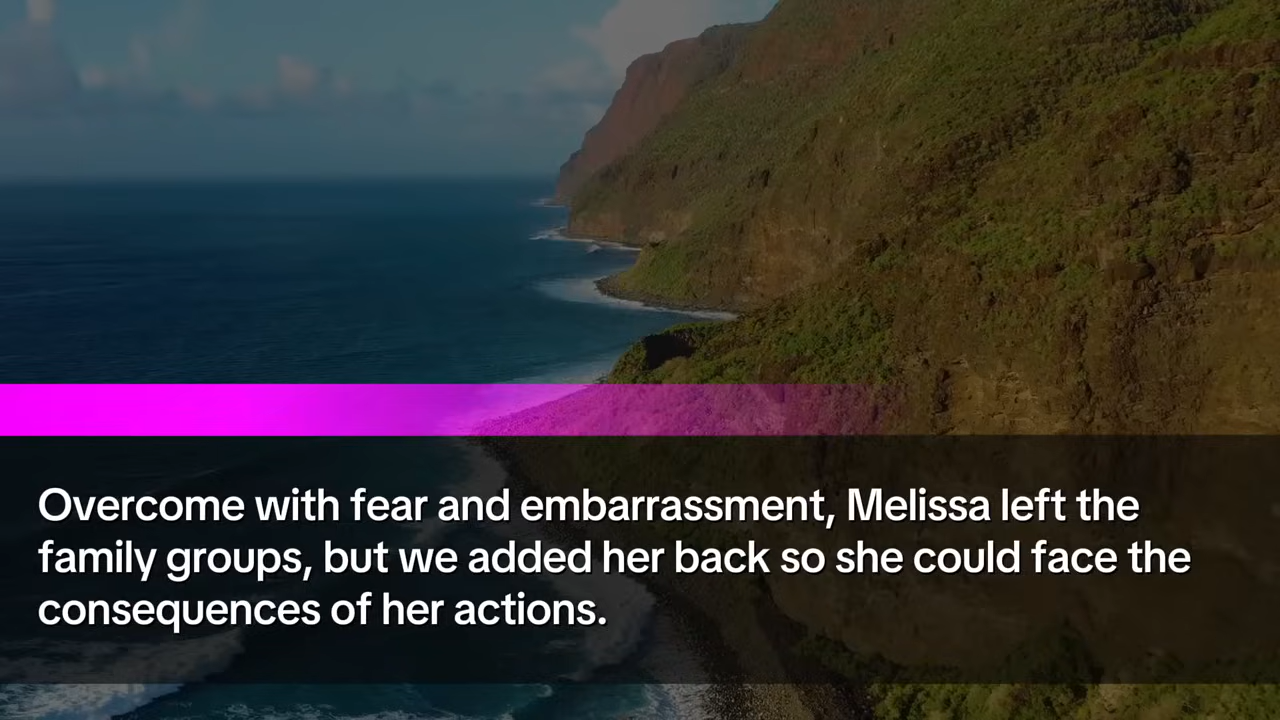 Overcome with fear and embarrassment, Melissa left the
family groups, but we added her back so she could face the
consequences of her actions.